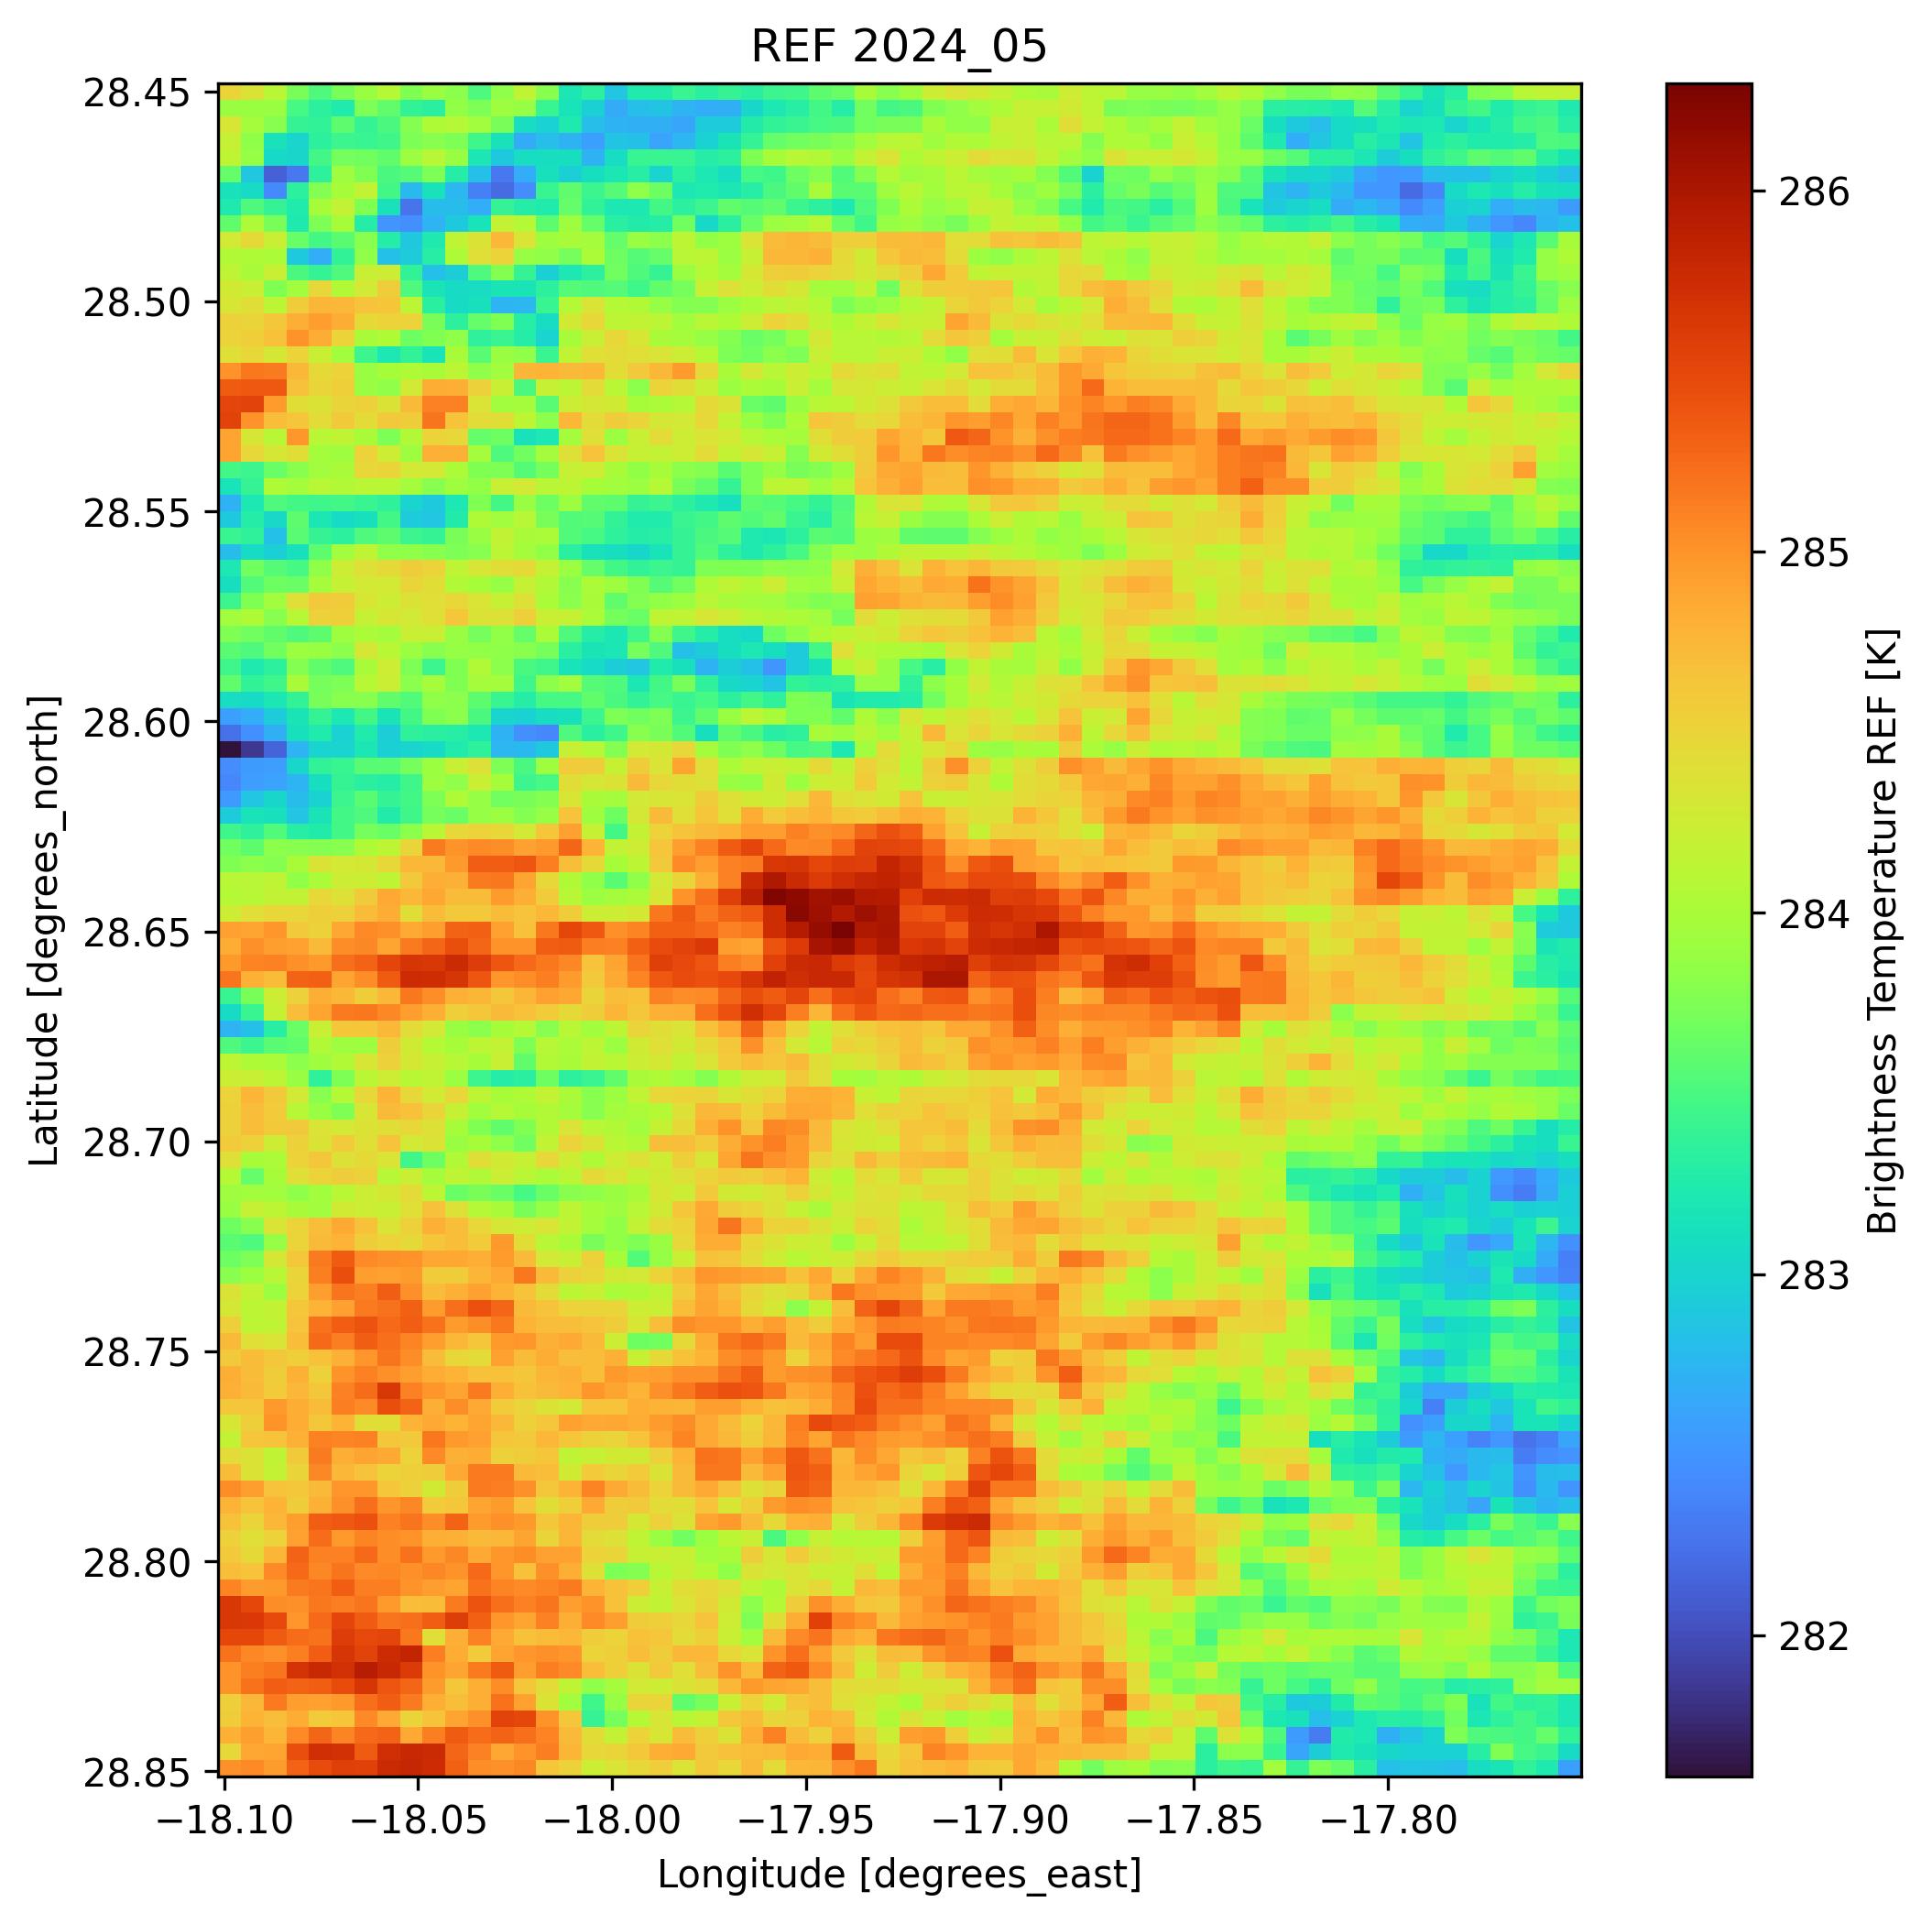 REF 2024_05
28.45
28.50
28.55
28.60
28.65
28.70
28.75
28.80
28.85
Latitude [degrees_north]
−18.10 −18.05 −18.00 −17.95 −17.90 −17.85 −17.80
Longitude [degrees_east]
286
285
284
283
282
Brightness Temperature REF [K]